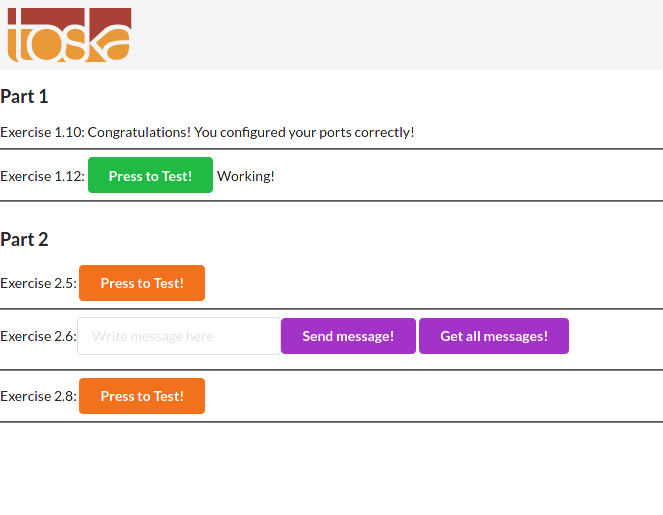 toska
Part 1
Exercise 1.10: Congratulations! You configured your ports correctly!
Exercise 1.12: Press to Test! Working!
Part 2
Exercise 2.5: Press to Test!
Exercise 2.6: Write message here Send message! Get all messages!
Exercise 2.8: Press to Test!